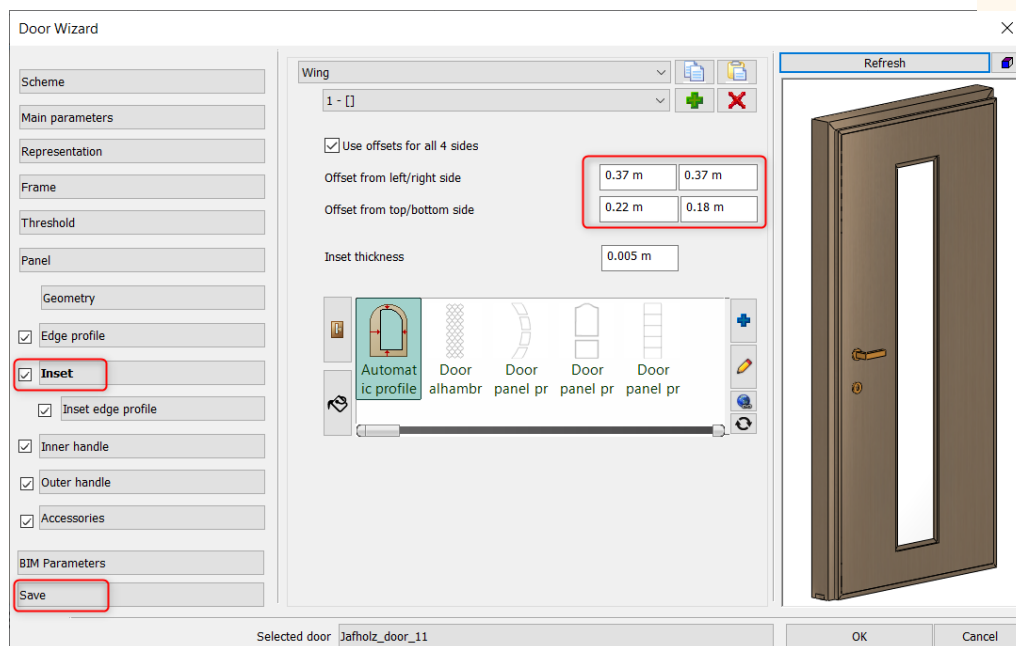 Door Wizard
Scheme
Main parameters
Representation
Frame
Threshold
Panel
Geometry
Edge profile
Inset
Inset edge profile
Inner handle
Outer handle
Accessories
BIM Parameters
Save
Wing
1 - []
Use offsets for all 4 sides
Offset from left/right side
0.37 m
0.37 m
Offset from top/bottom side
0.22 m
0.18 m
Inset thickness
0.005 m
Automat
ic profile
Door
alhambr
Door
panel pr
Door
panel pr
Door
panel pr
Refresh
Selected door
Jafholz_door_11
OK
Cancel